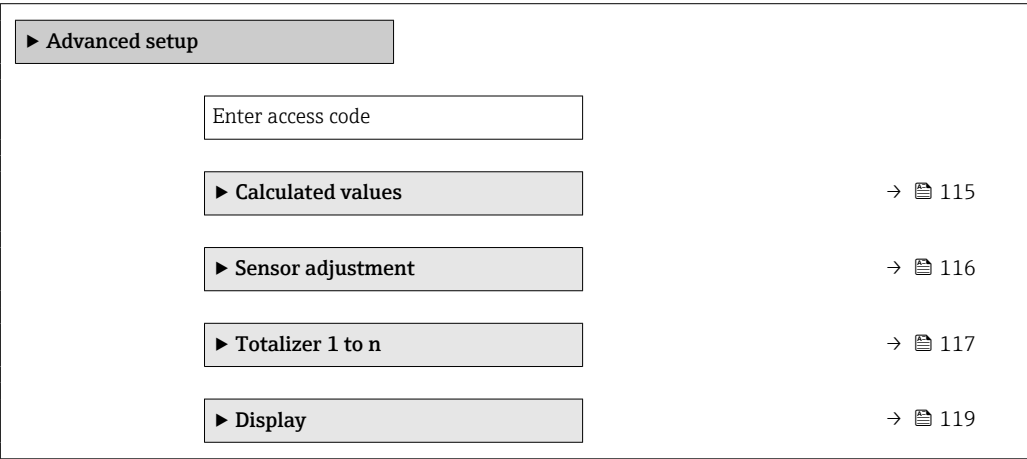 ▶ Advanced setup
Enter access code
▶ Calculated values → 115
▶ Sensor adjustment → 116
▶ Totalizer 1 to n → 117
▶ Display → 119